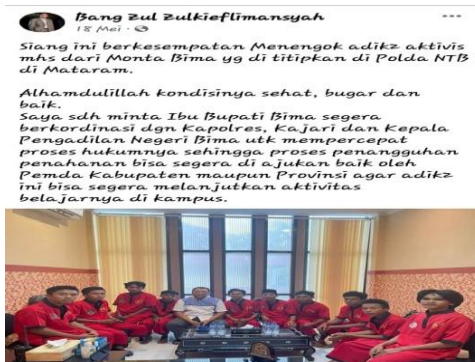 Bang Zul Zulkieflimansyah
18 Mei
Siang ini berkesempatan Menengok adikz aktivis
mhs dari Monta Bima yg di titipkan di Polda NTB
di Mataram.
Alhamdulillah kondisinya sehat, bugar dan
baik.
Saya sdh minta Ibu Bupati Bima segera
berkordinasi dgn Kapolres, Kajari dan Kepala
Pengadilan Negeri Bima utk mempercepat
proses hukumnya sehingga proses penangguhan
penahanan bisa segera di ajukan baik oleh
Pemda Kabupaten maupun Provinsi agar adikz
ini bisa segera melanjutkan aktivitas
belajarnya di kampus.